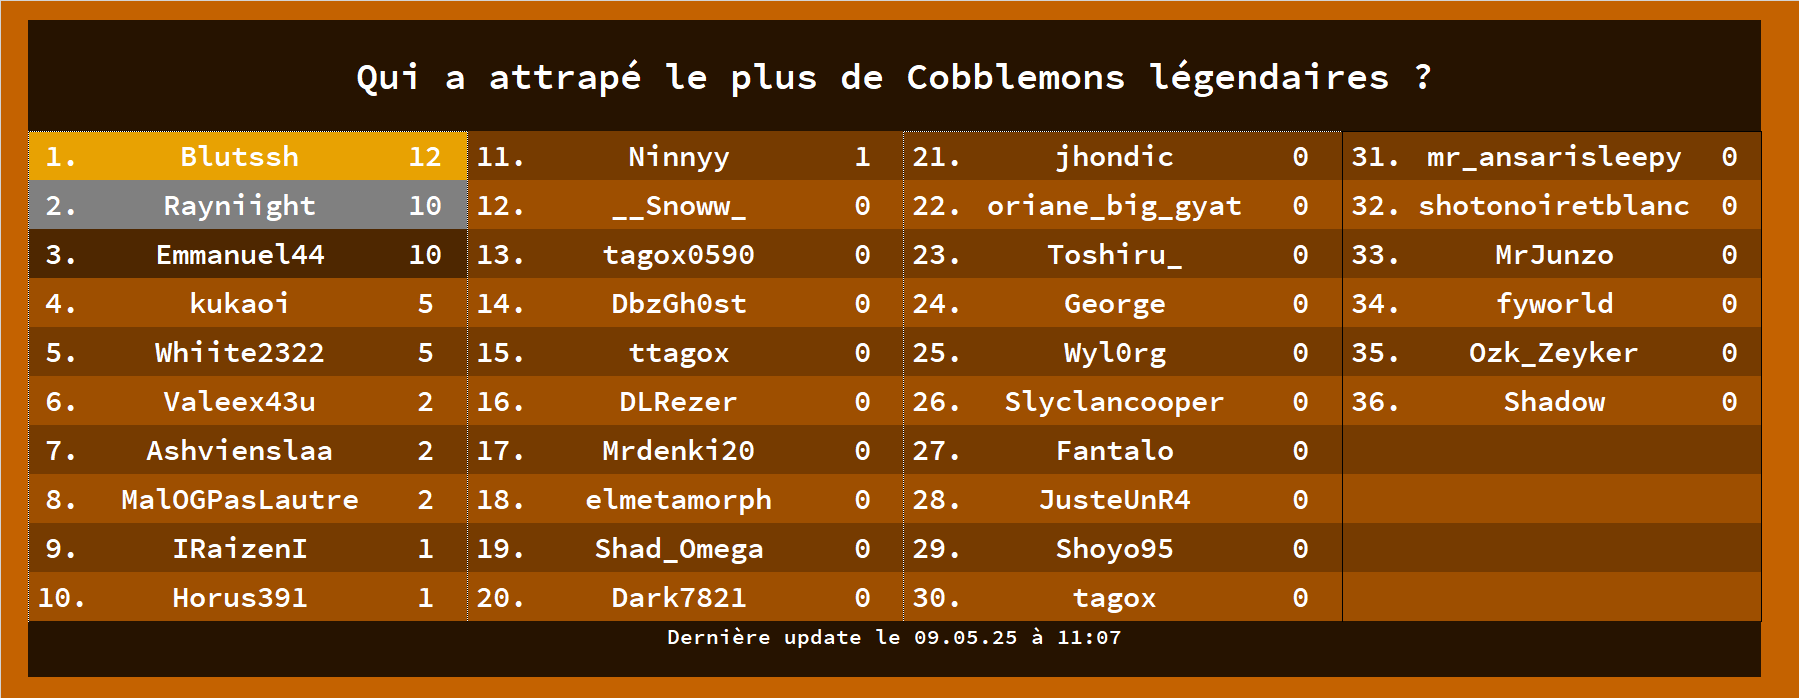 Qui a attrapé le plus de Cobblemons légendaires ?
1. Blutssh 12
2. Rayniight 10
3. Emmanuel44 10
4. kukaoi 5
5. Whiite2322 5
6. Valeex43u 2
7. Ashvienslaa 2
8. MalOGPasLautre 2
9. IRaizenI 1
10. Horus391 1
11. Ninnyy 1
12. __Snoww_ 0
13. tagox0590 0
14. DbzGh0st 0
15. ttagox 0
16. DLRezer 0
17. Mrdenki20 0
18. elmetamorph 0
19. Shad_Omega 0
20. Dark7821 0
21. jhondic 0
22. oriane_big_gyat 0
23. Toshiru_ 0
24. George 0
25. Wyl0rg 0
26. Slyclancooper 0
27. Fantalo 0
28. JusteUnR4 0
29. Shoyo95 0
30. tagox 0
31. mr_ansarisleepy 0
32. shotonoiretblanc 0
33. MrJunzo 0
34. fyworld 0
35. Ozk_Zeyker 0
36. Shadow 0
Dernière update le 09.05.25 à 11:07